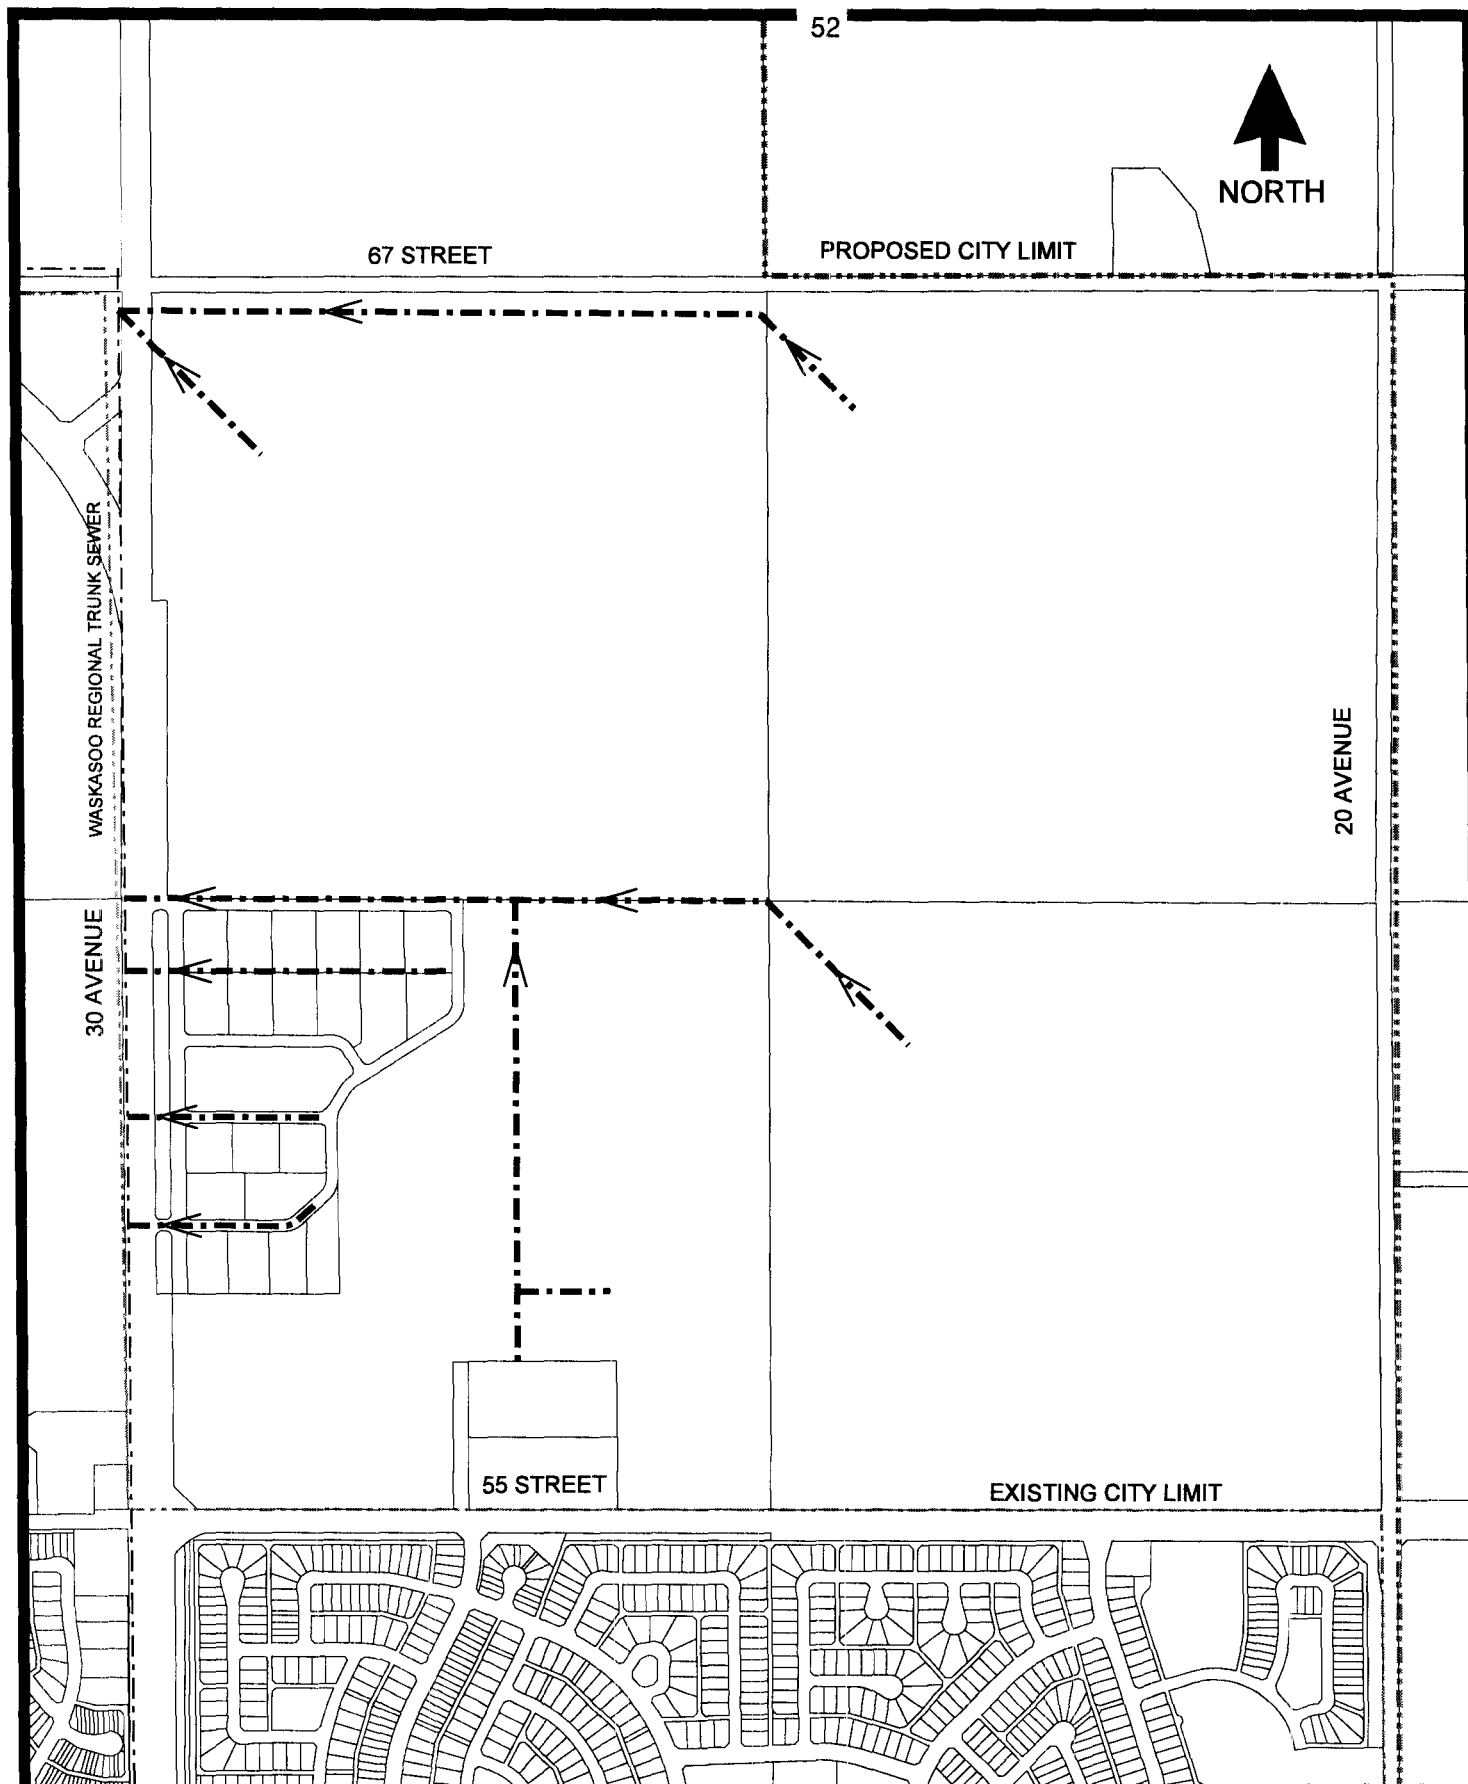 52
NORTH
67 STREET
PROPOSED CITY LIMIT
WASKASOO REGIONAL TRUNK SEWER
20 AVENUE
30 AVENUE
55 STREET
EXISTING CITY LIMIT